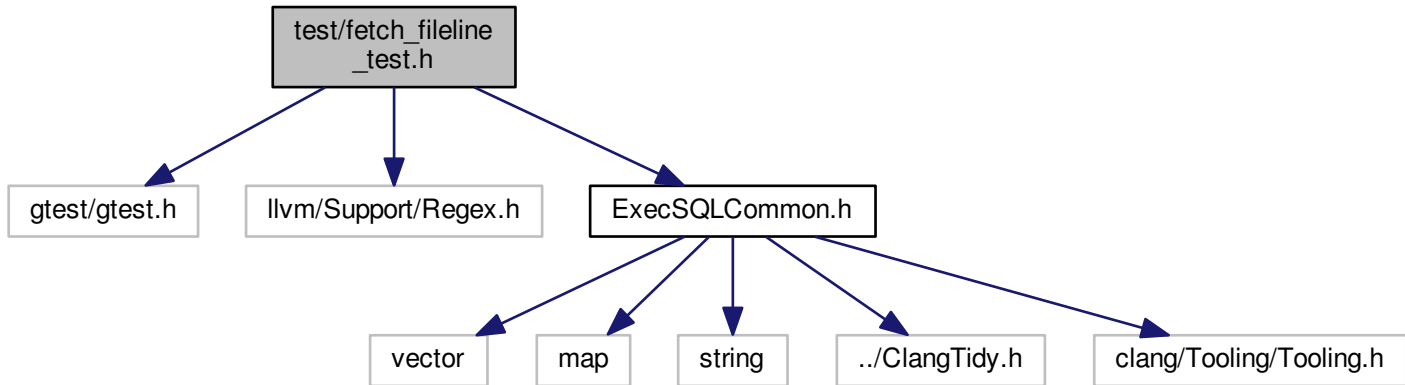 test/fetch_fileline
_test.h
gtest/gtest.h
llvm/Support/Regex.h
ExecSQLCommon.h
vector
map
string
../ClangTidy.h
clang/Tooling/Tooling.h